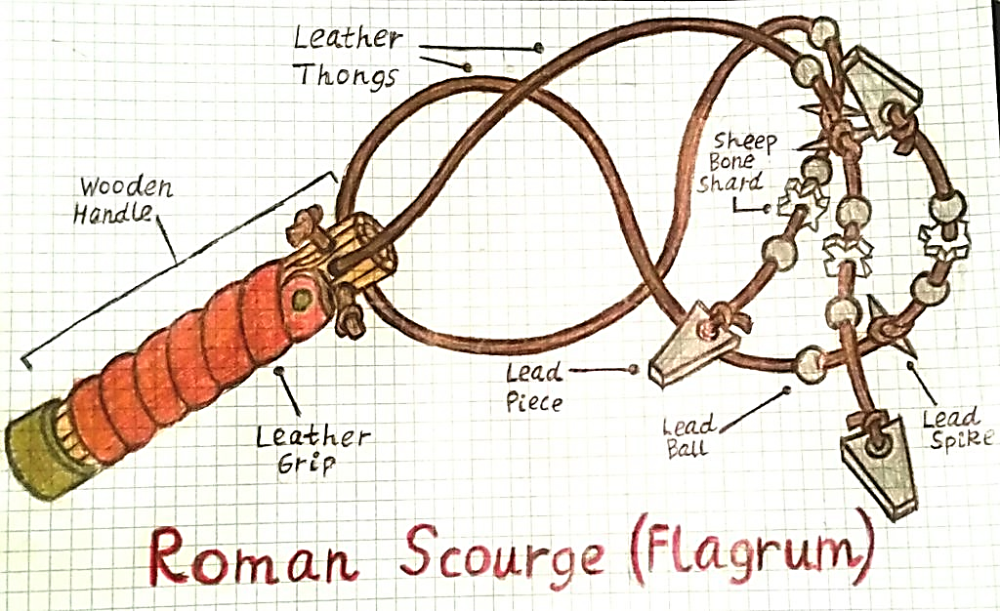 Leather
Thongs
Sheep
Bone
Shard
Wooden
Handle
Lead
Piece
Lead
Ball
Lead
Spike
Leather
Grip
Roman Scourge (Flagrum)